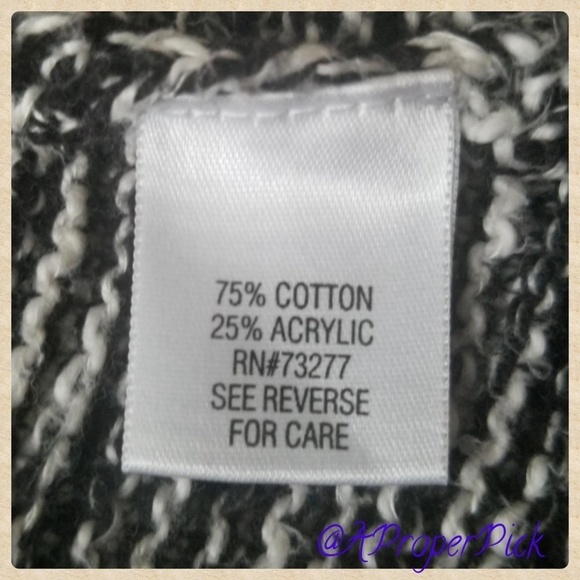 75% COTTON
25% ACRYLIC
RN#73277
SEE REVERSE
FOR CARE
@AProperPick